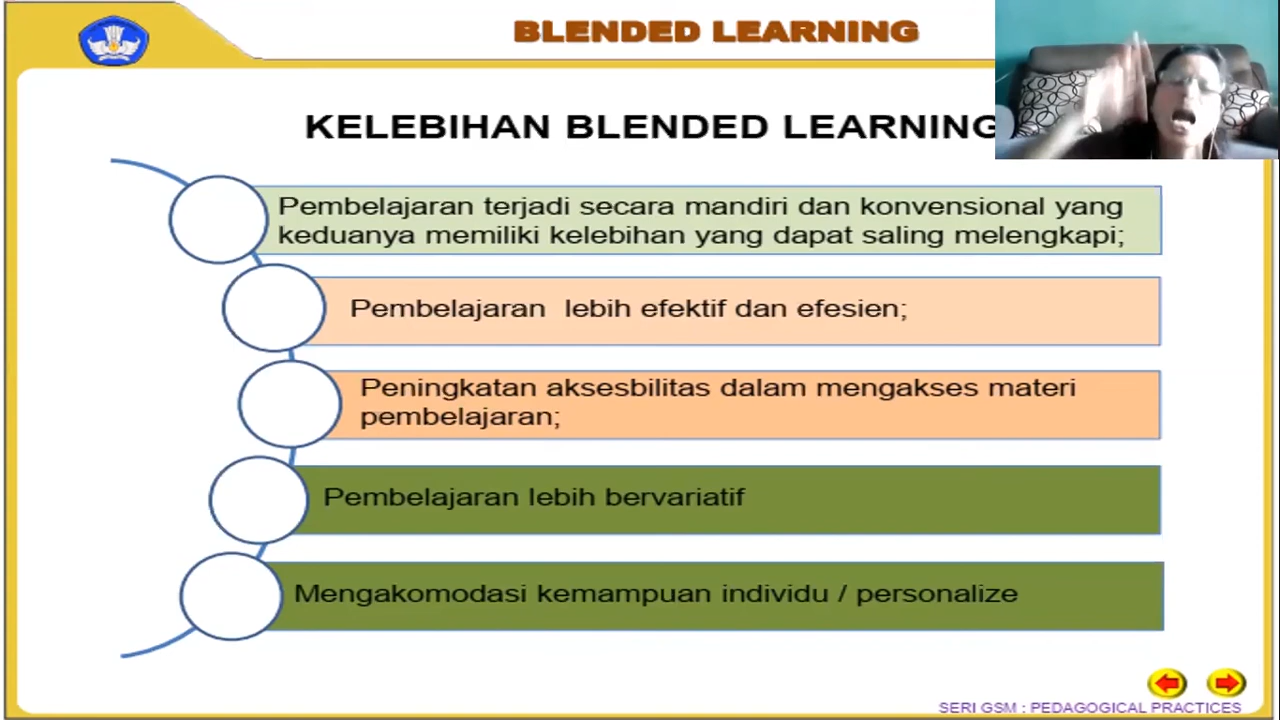 BLENDED LEARNING
KELEBIHAN BLENDED LEARNING
Pembelajaran terjadi secara mandiri dan konvensional yang
keduanya memiliki kelebihan yang dapat saling melengkapi;
Pembelajaran lebih efektif dan efesien;
Peningkatan aksesbilitas dalam mengakses materi
pembelajaran;
Pembelajaran lebih bervariatif
Mengakomodasi kemampuan individu / personalize
SERI GSM : PEDAGOGICAL PRACTICES